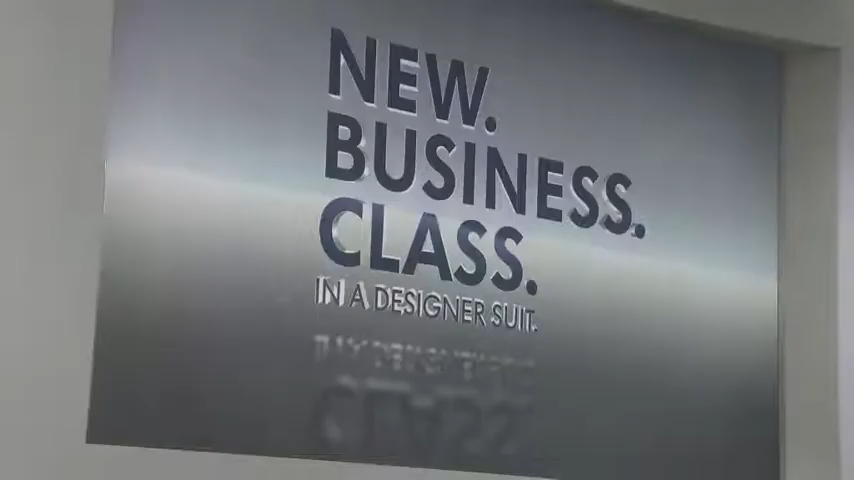 NEW.
BUSINESS.
CLASS.
IN A DESIGNER SUIT.